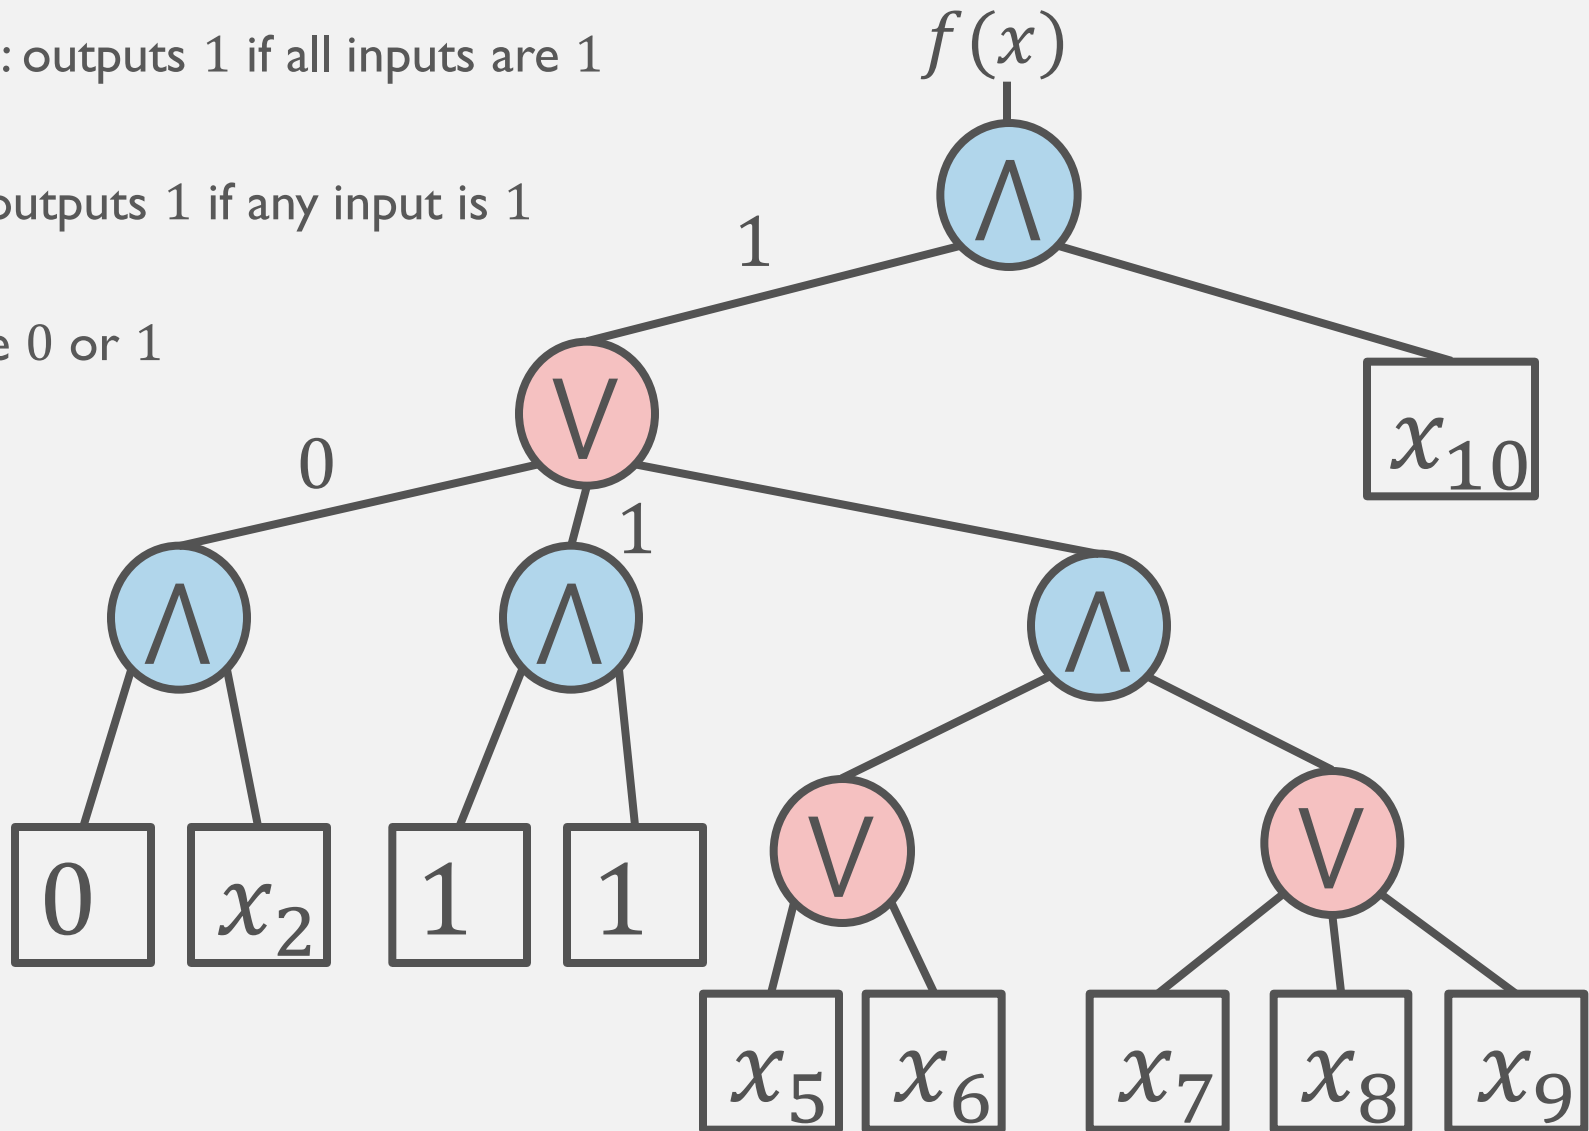 : outputs 1 if all inputs are 1
f(x)
∧
outputs 1 if any input is 1
1
0 or 1
∨
x₁₀
0
1
∧ ∧ ∧
∨ ∨
0 x₂ 1 1
x₅ x₆ x₇ x₈ x₉